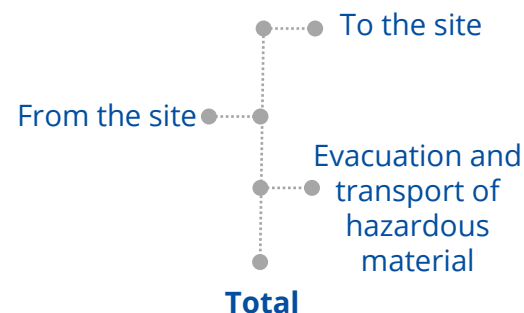 To the site
From the site
Evacuation and
transport of
hazardous
material
Total